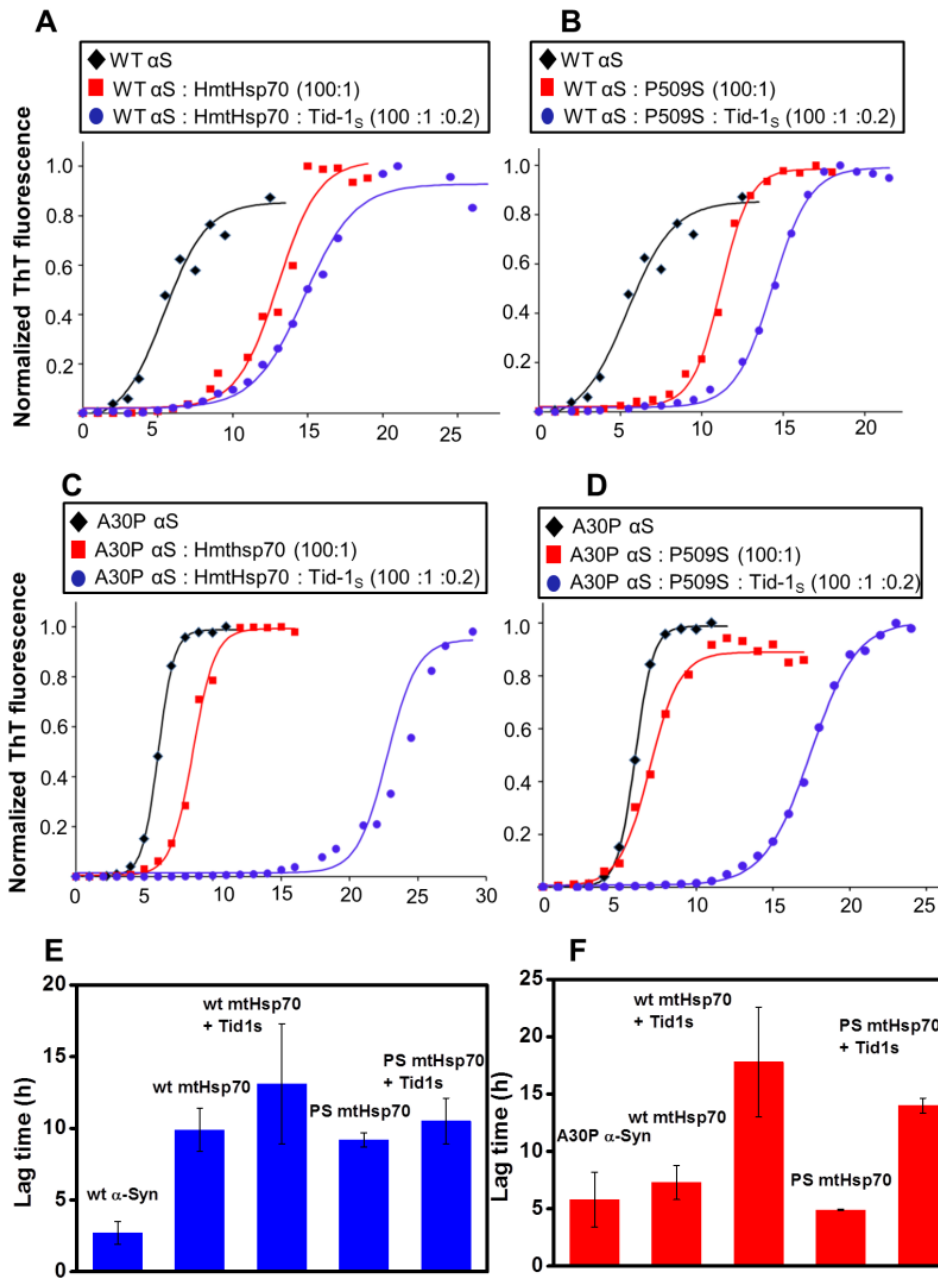 A
WT αS
WT αS : HmtHsp70 (100:1)
WT αS : HmtHsp70 : Tid-1S (100 :1 :0.2)
Normalized ThT fluorescence
1.0
0.8
0.6
0.4
0.2
0 5 10 15 20 25
B
WT αS
WT αS : P509S (100:1)
WT αS : P509S : Tid-1S (100 :1 :0.2)
1.0
0.8
0.6
0.4
0.2
0 5 10 15 20
C
A30P αS
A30P αS : Hmthsp70 (100:1)
A30P αS : HmtHsp70 : Tid-1S (100 :1 :0.2)
Normalized ThT fluorescence
1.0
0.8
0.6
0.4
0.2
0 5 10 15 20 25 30
D
A30P αS
A30P αS : P509S (100:1)
A30P αS : P509S : Tid-1S (100 :1 :0.2)
1.0
0.8
0.6
0.4
0.2
0 5 10 15 20 25
E
Lag time (h)
20
15
10
5
0
wt α-Syn
wt mtHsp70
wt mtHsp70
+ Tid1s
PS mtHsp70
PS mtHsp70
+ Tid1s
F
Lag time (h)
25
20
15
10
5
0
A30P α-Syn
wt mtHsp70
wt mtHsp70
+ Tid1s
PS mtHsp70
PS mtHsp70
+ Tid1s